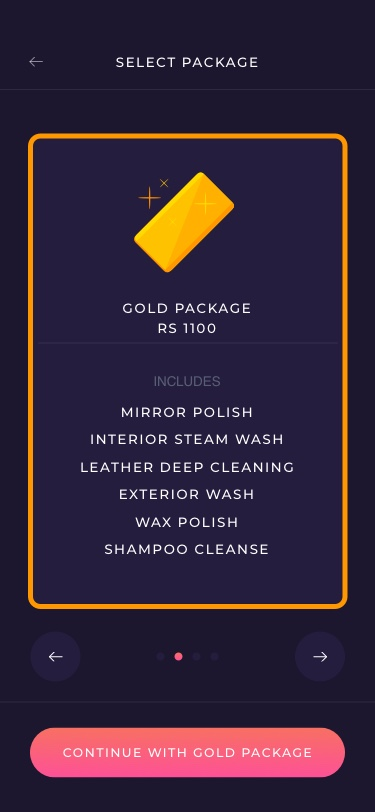 SELECT PACKAGE
GOLD PACKAGE
RS 1100
INCLUDES
MIRROR POLISH
INTERIOR STEAM WASH
LEATHER DEEP CLEANING
EXTERIOR WASH
WAX POLISH
SHAMPOO CLEANSE
CONTINUE WITH GOLD PACKAGE